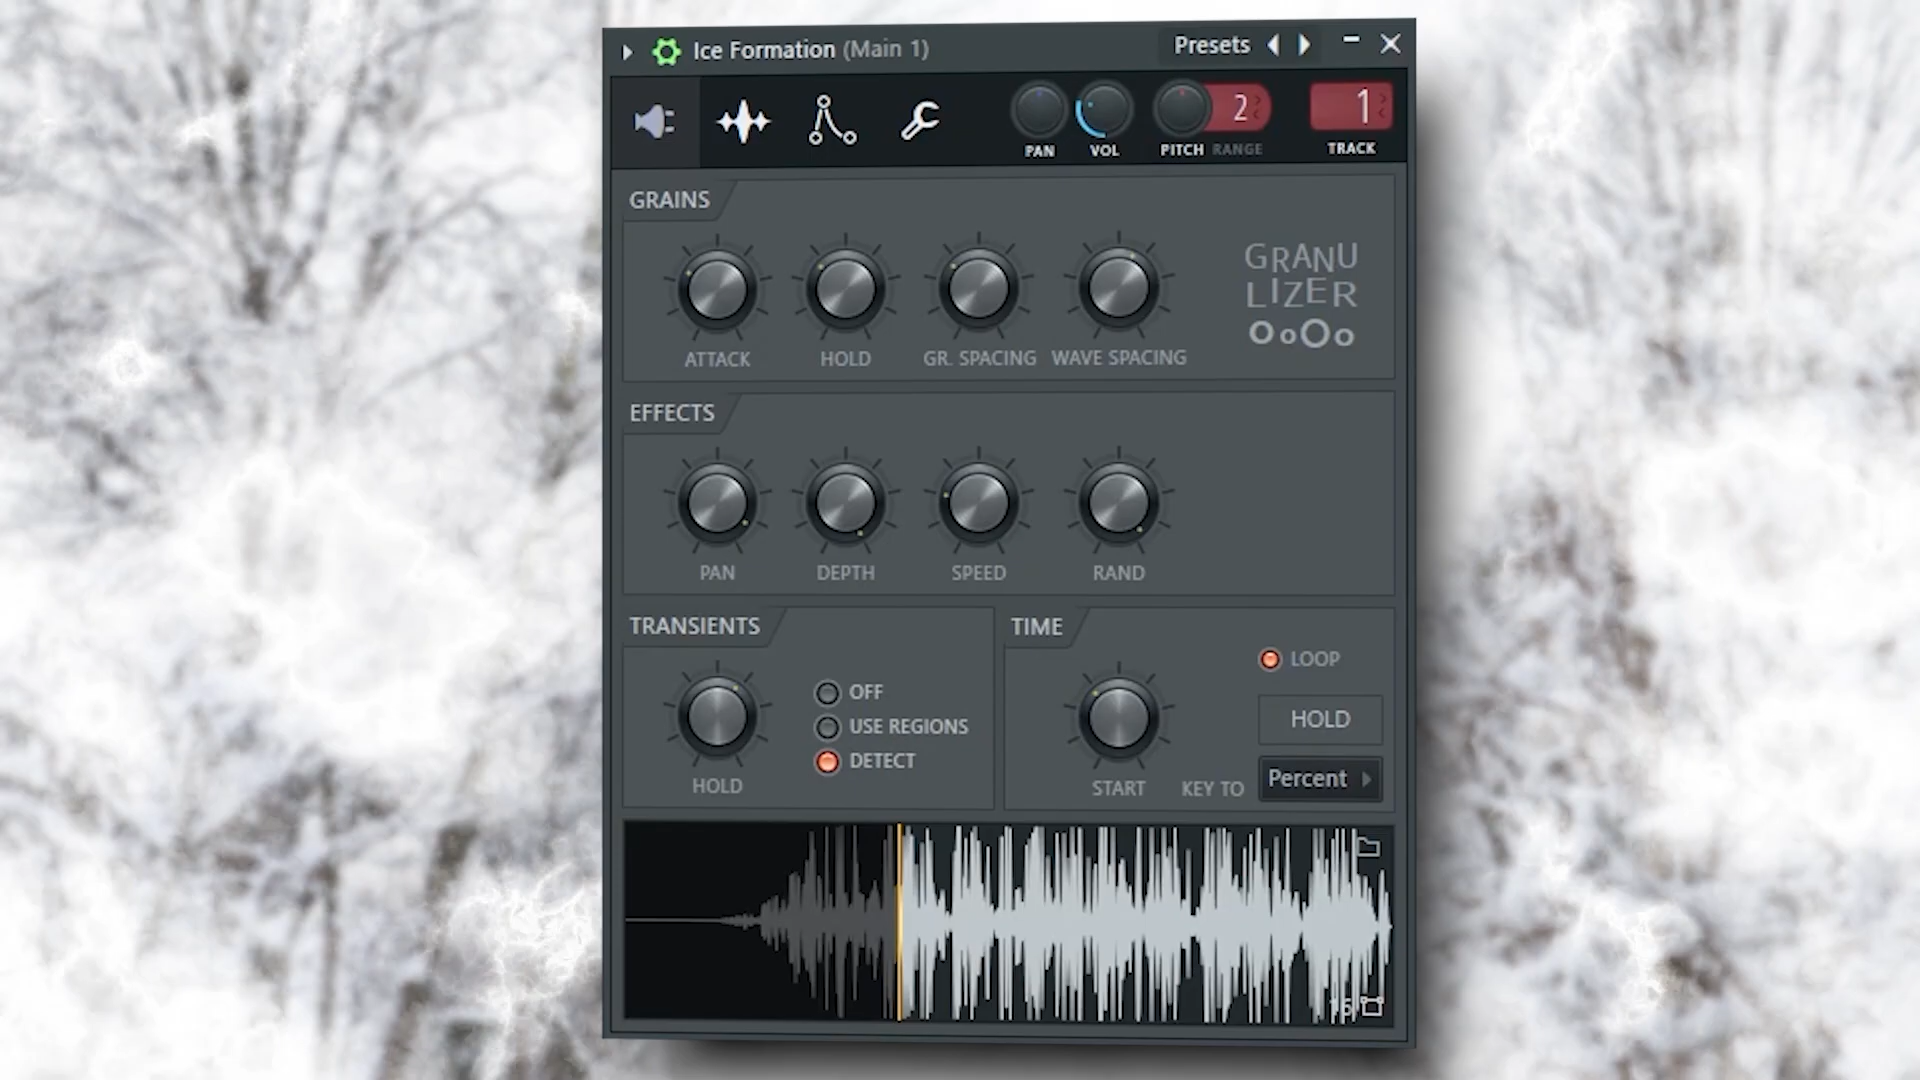 Ice Formation (Main 1)
Presets
2
1
PAN
VOL
PITCH
RANGE
TRACK
GRAINS
ATTACK
HOLD
GR. SPACING
WAVE SPACING
GRANU
LIZER
EFFECTS
PAN
DEPTH
SPEED
RAND
TRANSIENTS
HOLD
OFF
USE REGIONS
DETECT
TIME
START
LOOP
HOLD
KEY TO
Percent